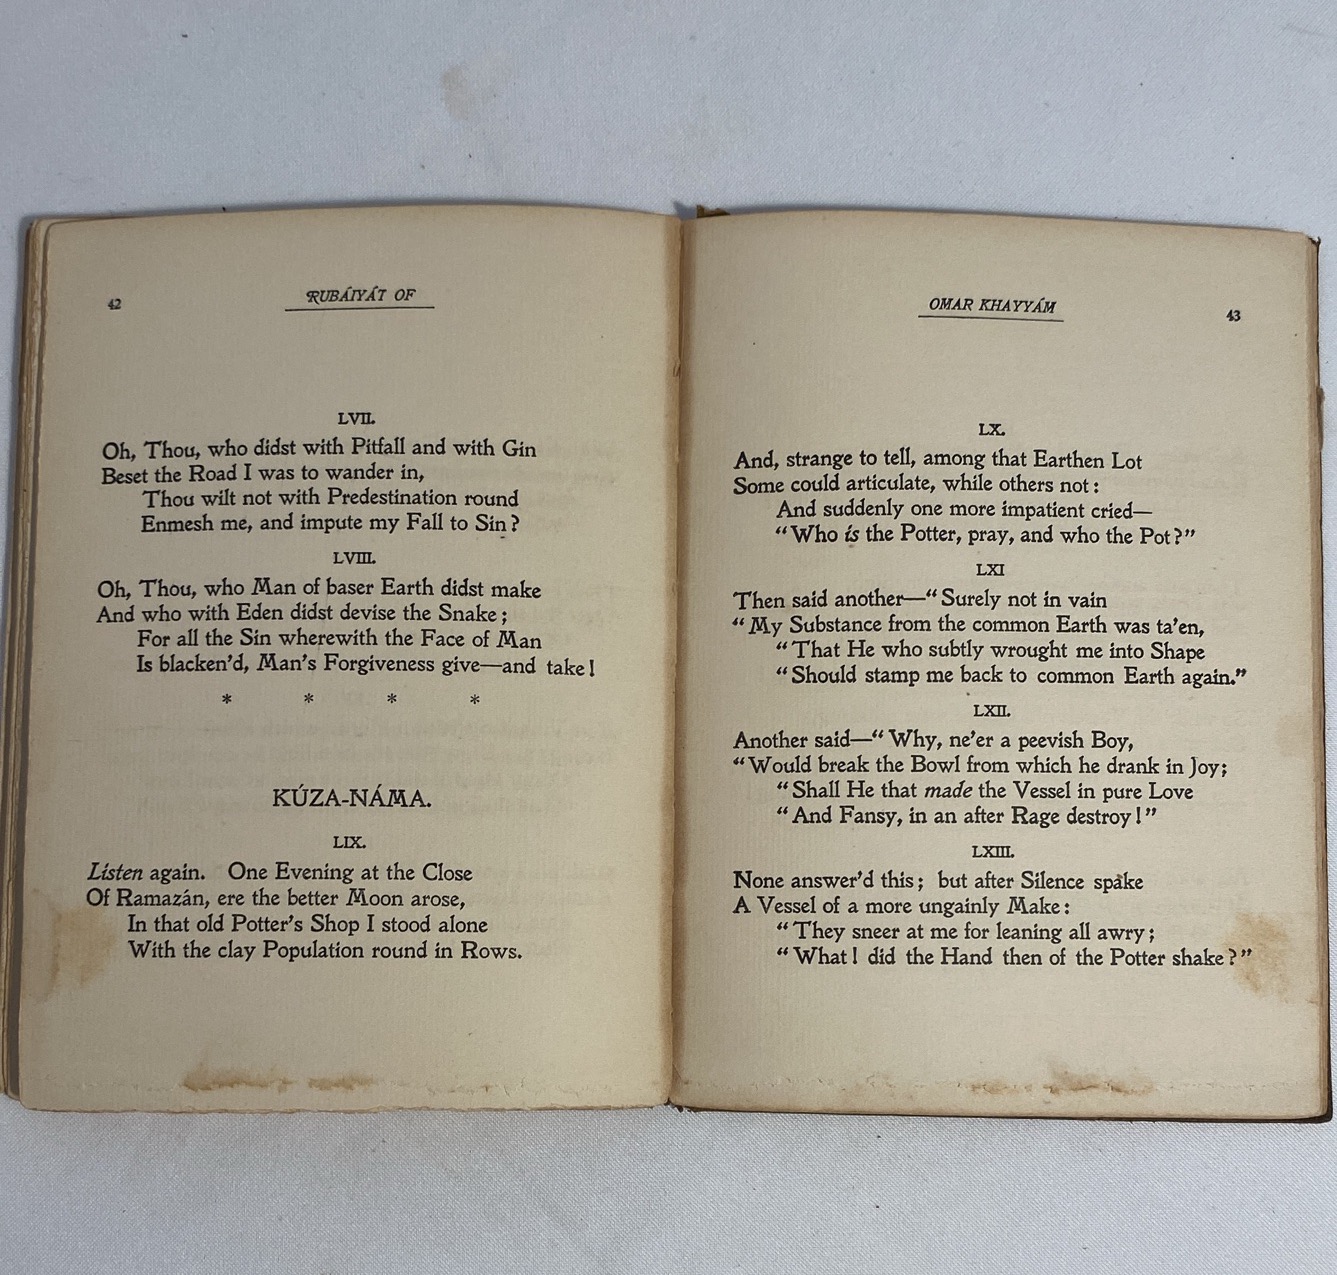 42
RUBÁIYÁT OF
LVII.
Oh, Thou, who didst with Pitfall and with Gin
Beset the Road I was to wander in,
Thou wilt not with Predestination round
Enmesh me, and impute my Fall to Sin?
LVIII.
Oh, Thou, who Man of baser Earth didst make
And who with Eden didst devise the Snake;
For all the Sin wherewith the Face of Man
Is blacken'd, Man's Forgiveness give—and take!
* * * *
KÚZA-NÁMA.
LIX.
Listen again. One Evening at the Close
Of Ramazán, ere the better Moon arose,
In that old Potter's Shop I stood alone
With the clay Population round in Rows.
OMAR KHAYYÁM
43
LX.
And, strange to tell, among that Earthen Lot
Some could articulate, while others not:
And suddenly one more impatient cried—
"Who is the Potter, pray, and who the Pot?"
LXI
Then said another—"Surely not in vain
"My Substance from the common Earth was ta'en,
"That He who subtly wrought me into Shape
"Should stamp me back to common Earth again."
LXII.
Another said—"Why, ne'er a peevish Boy,
"Would break the Bowl from which he drank in Joy;
"Shall He that made the Vessel in pure Love
"And Fansy, in an after Rage destroy!"
LXIII.
None answer'd this; but after Silence spake
A Vessel of a more ungainly Make:
"They sneer at me for leaning all awry;
"What! did the Hand then of the Potter shake?"